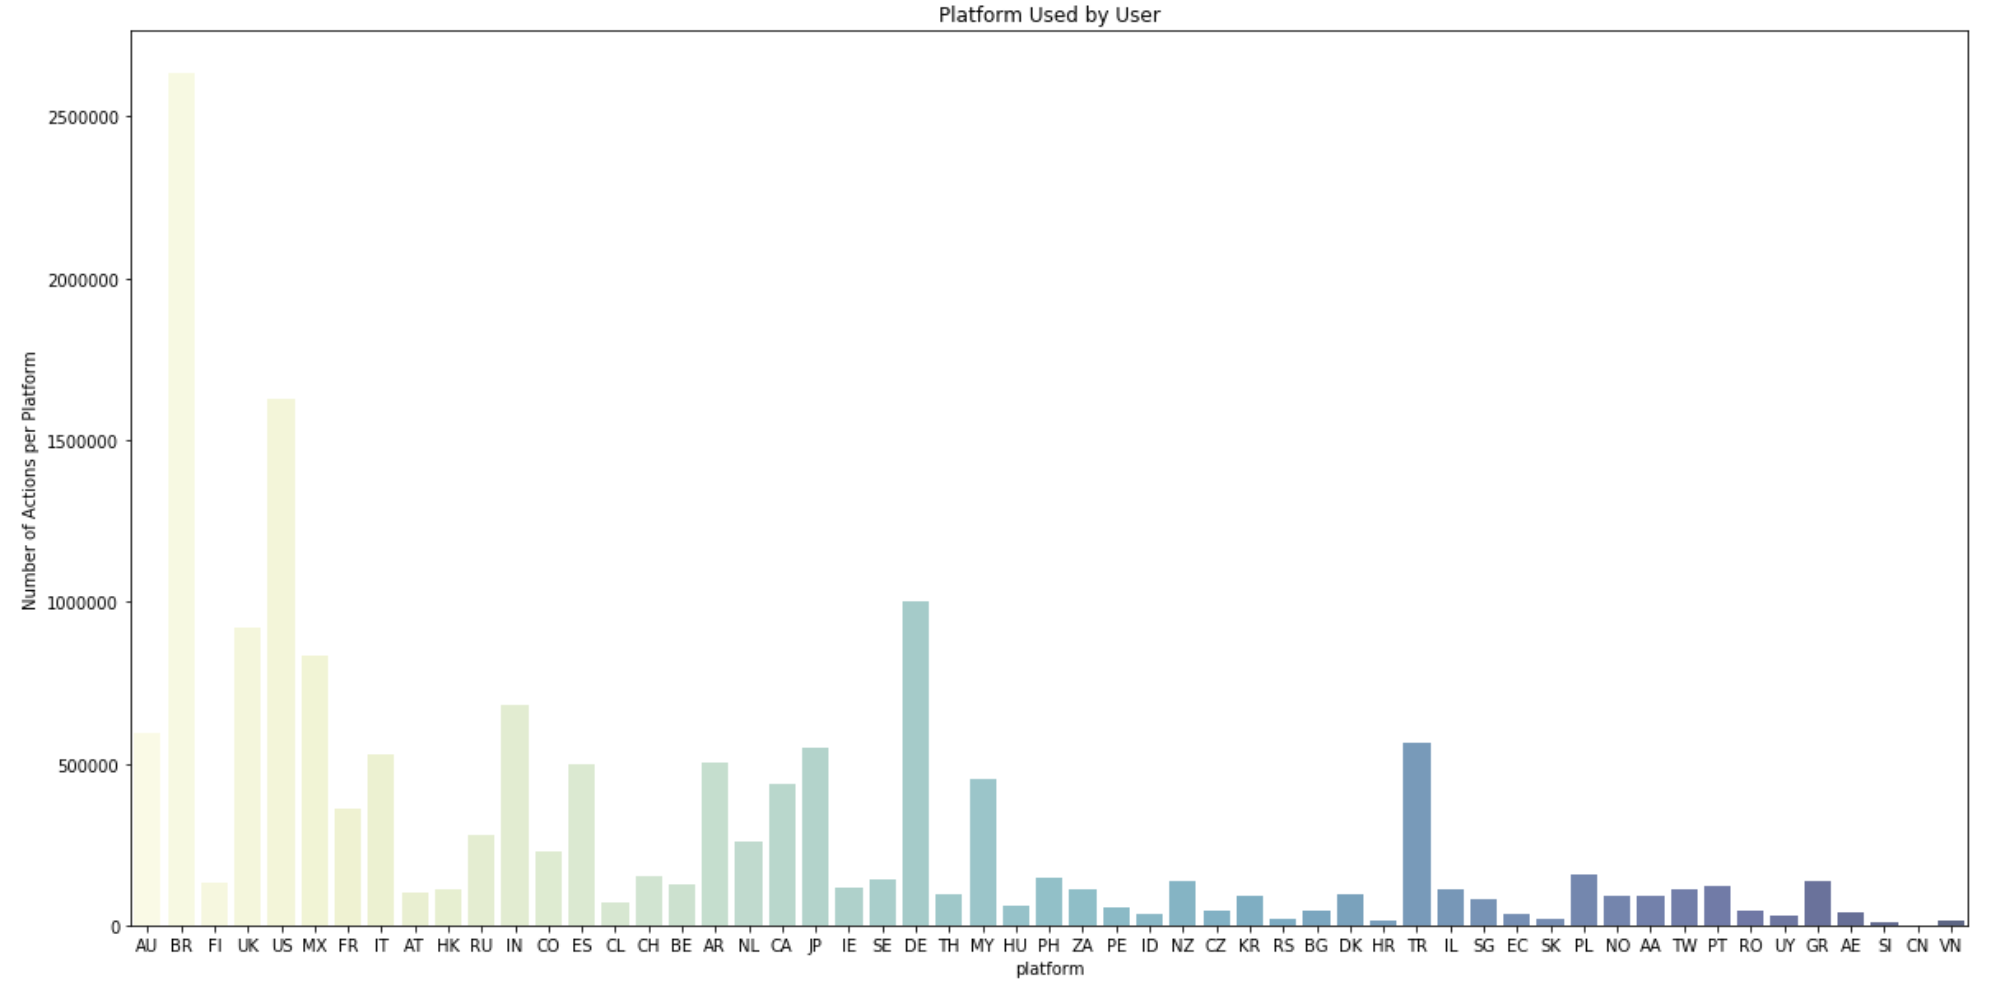 Platform Used by User
Number of Actions per Platform
2500000
2000000
1500000
1000000
500000
0
AU BR FI UK US MX FR IT AT HK RU IN CO ES CL CH BE AR NL CA JP IE SE DE TH MY HU PH ZA PE ID NZ CZ KR RS BG DK HR TR IL SG EC SK PL NO AA TW PT RO UY GR AE SI CN VN
platform